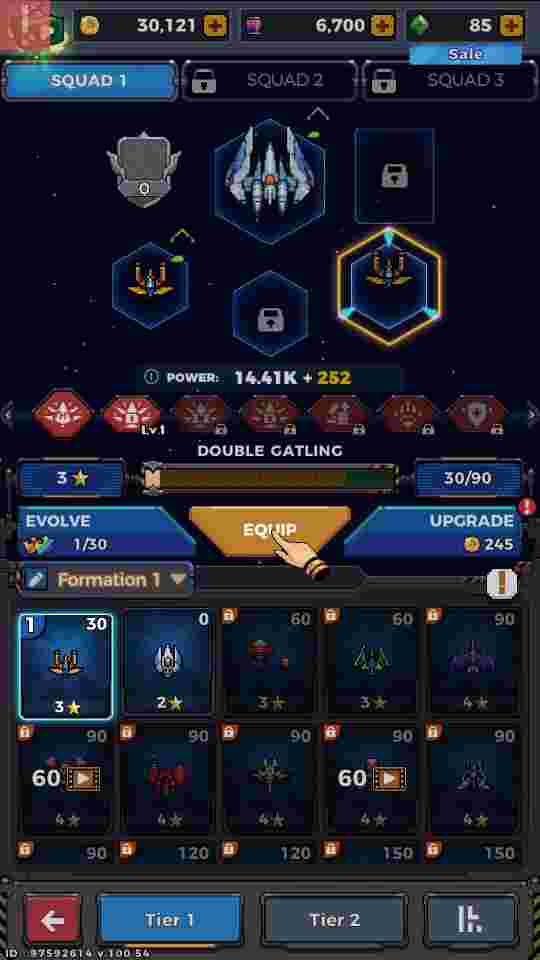 30,121
6,700
85
Sale
SQUAD 1
SQUAD 2
SQUAD 3
0
POWER: 14.41K + 252
Lv.1
DOUBLE GATLING
3
30/90
EVOLVE
1/30
EQUIP
UPGRADE
245
Formation 1
1 30
0
60
60
90
3
2
3
3
4
90
90
90
90
90
60
60
4
4
4
4
4
90
120
120
150
150
Tier 1
Tier 2
ID : 97592614 v.100.54